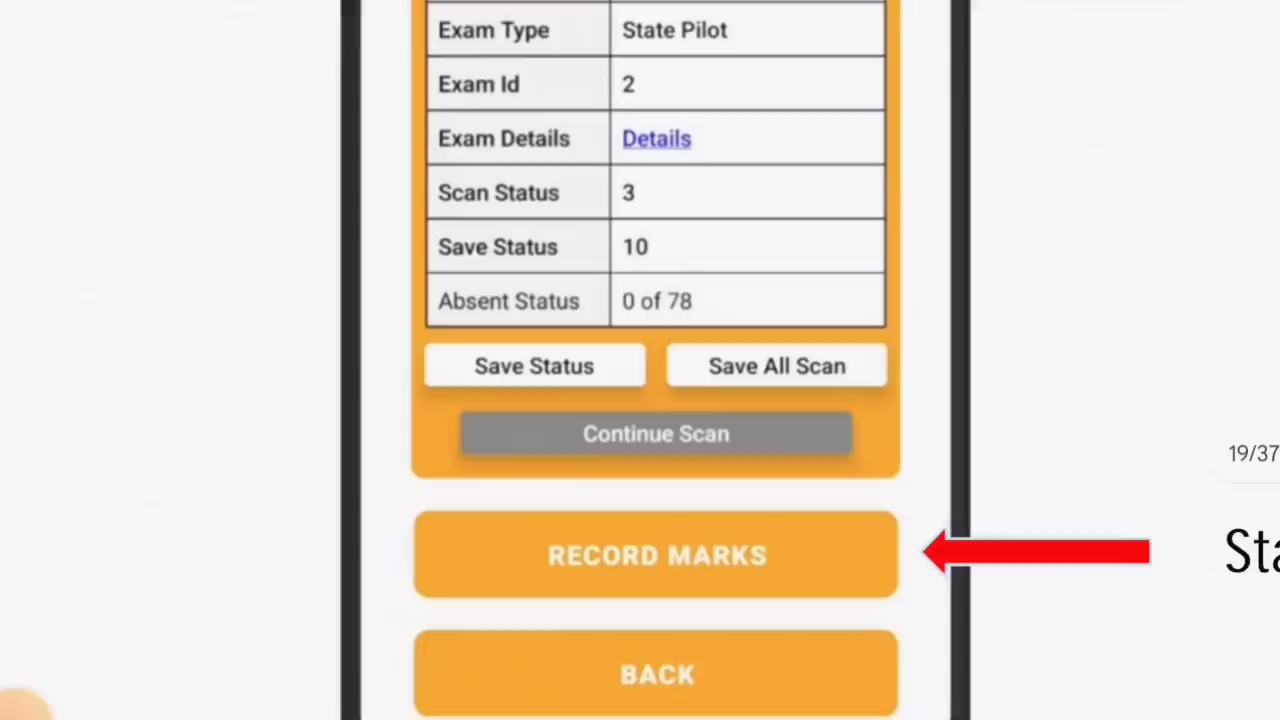 Exam Type State Pilot
Exam Id 2
Exam Details Details
Scan Status 3
Save Status 10
Absent Status 0 of 78
Save Status Save All Scan
Continue Scan
19/37
RECORD MARKS
Sta
BACK